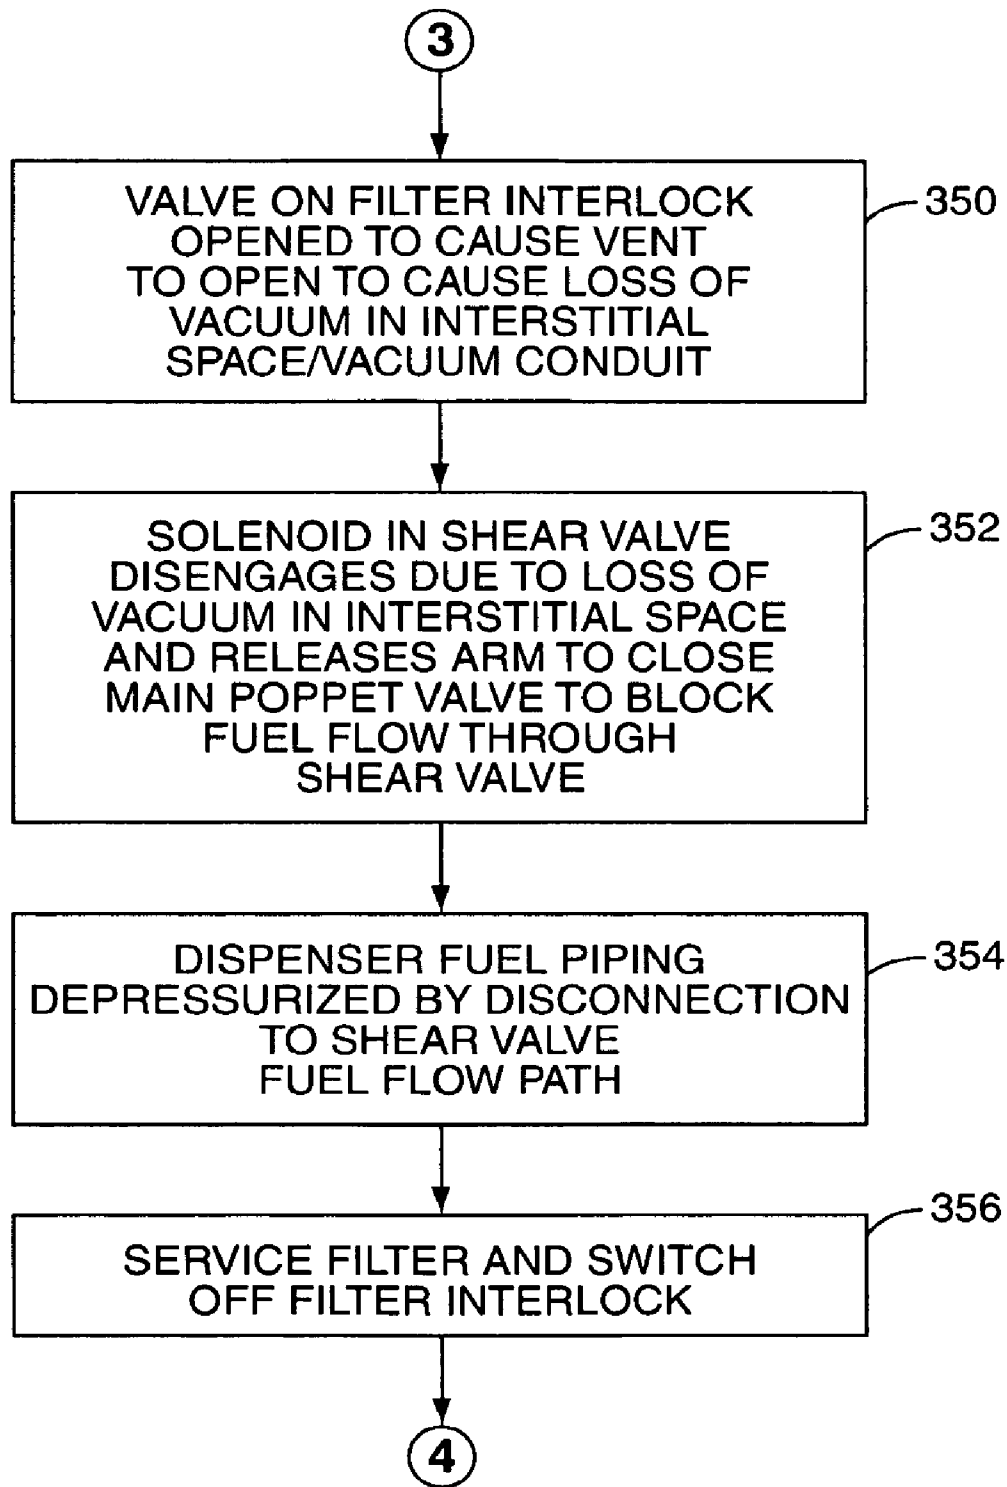 3
VALVE ON FILTER INTERLOCK
OPENED TO CAUSE VENT
TO OPEN TO CAUSE LOSS OF
VACUUM IN INTERSTITIAL
SPACE/VACUUM CONDUIT
350
SOLENOID IN SHEAR VALVE
DISENGAGES DUE TO LOSS OF
VACUUM IN INTERSTITIAL SPACE
AND RELEASES ARM TO CLOSE
MAIN POPPET VALVE TO BLOCK
FUEL FLOW THROUGH
SHEAR VALVE
352
DISPENSER FUEL PIPING
DEPRESSURIZED BY DISCONNECTION
TO SHEAR VALVE
FUEL FLOW PATH
354
SERVICE FILTER AND SWITCH
OFF FILTER INTERLOCK
356
4